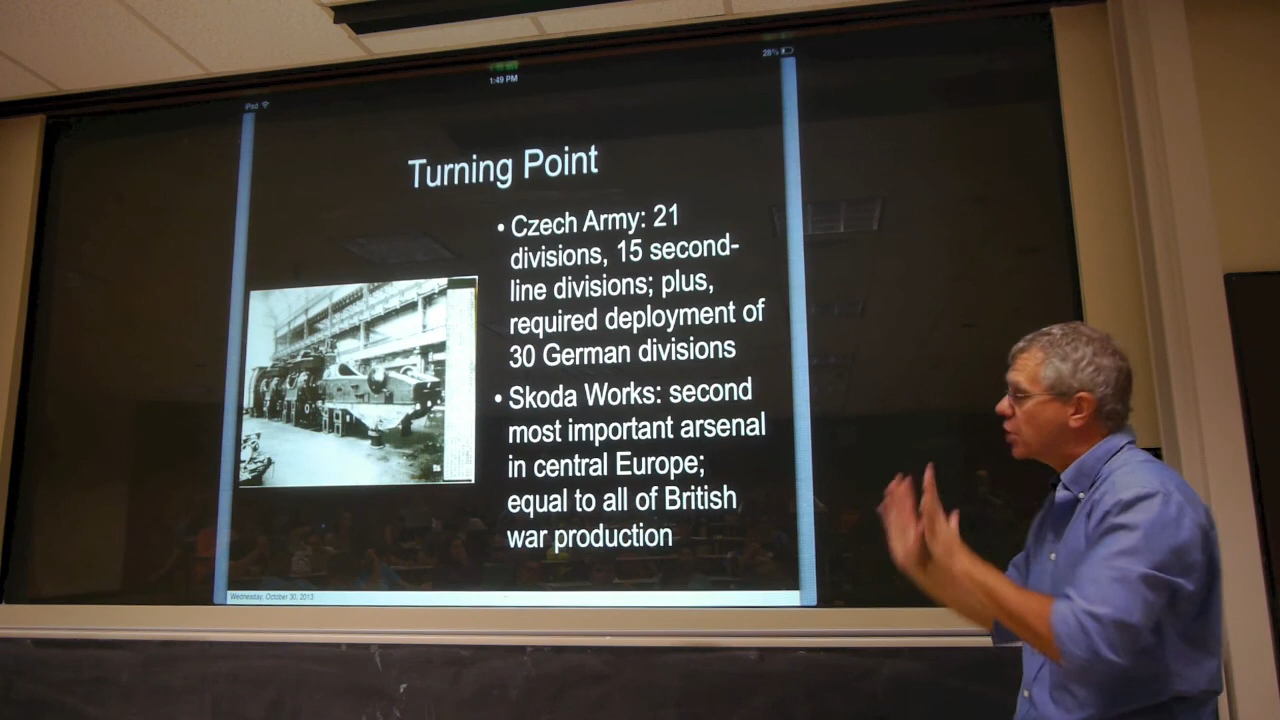 iPad
1:49 PM
28%
Turning Point
• Czech Army: 21
divisions, 15 second-
line divisions; plus,
required deployment of
30 German divisions
• Skoda Works: second
most important arsenal
in central Europe;
equal to all of British
war production
Wednesday, October 30, 2013